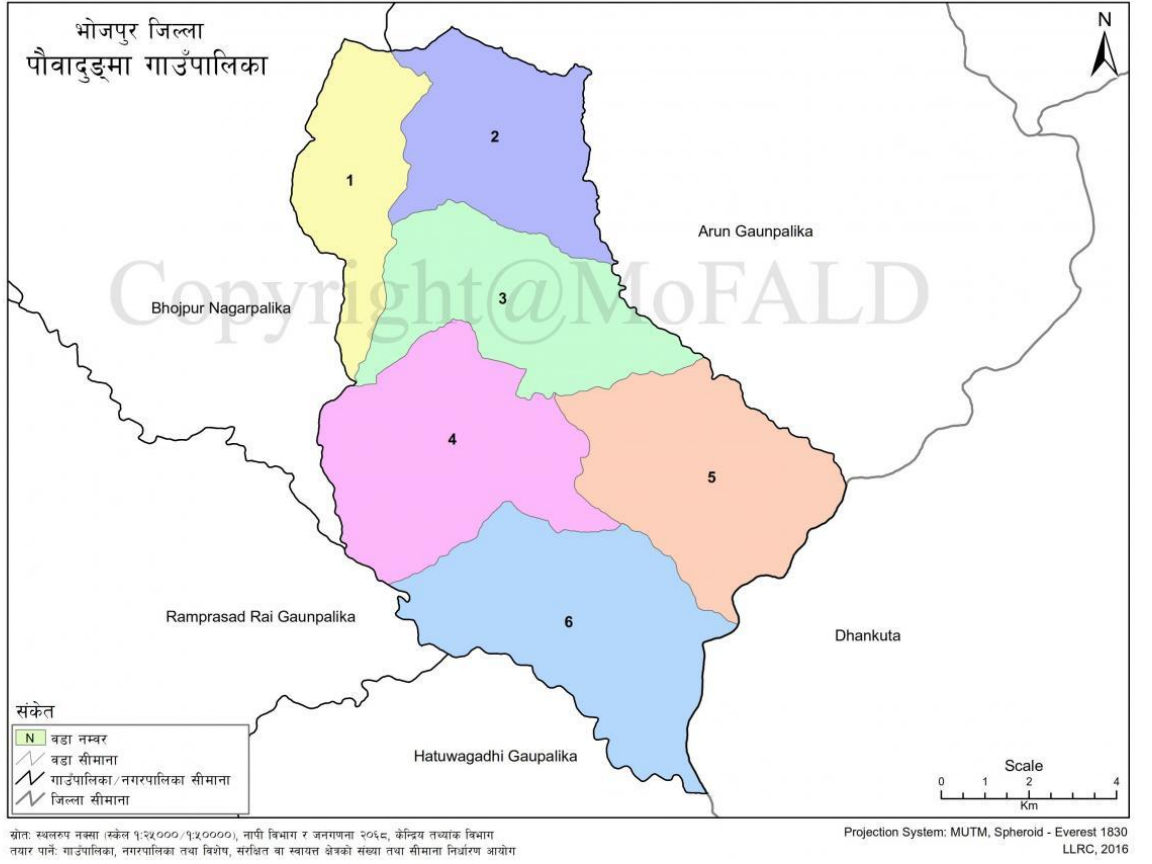 भोजपुर जिल्ला
पौवादुङ्मा गाउँपालिका
N
1
2
Arun Gaunpalika
Copyright@MoFALD
3
Bhojpur Nagarpalika
4
5
Ramprasad Rai Gaunpalika
6
Dhankuta
Hatuwagadhi Gaupalika
संकेत
N वडा नम्बर
वडा सीमाना
गाउँपालिका/नगरपालिका सीमाना
जिल्ला सीमाना
Scale
0 1 2 4
Km
स्रोत: स्थलरुप नक्सा (स्केल १:२५०००/१:५००००), नापी विभाग र जनगणना २०६८, केन्द्रिय तथ्यांक विभाग
तयार पार्ने: गाउँपालिका, नगरपालिका तथा विशेष, संरक्षित वा स्वायत्त क्षेत्रको संख्या तथा सीमाना निर्धारण आयोग
Projection System: MUTM, Spheroid - Everest 1830
LLRC, 2016